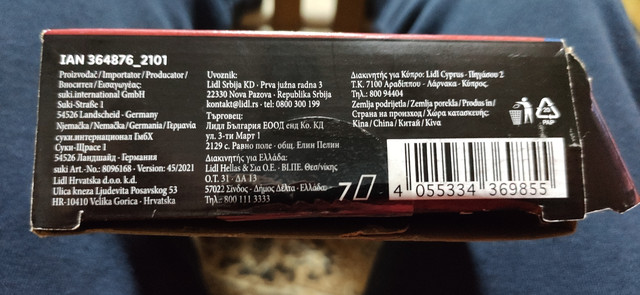 IAN 364876_2101
Proizvođač / Importator / Producator /
Вносител / Εισαγωγέας:
suki.international GmbH
Suki-Straße 1
54526 Landscheid - Germany
Njemačka / Nemačka / Germania / Германия
суки.интернационал ГмбХ
Суки-Щрасе 1
54526 Ландшайд - Германия
suki Art.-No.: 8096168 - Version: 45/2021
Lidl Hrvatska d.o.o. k.d.
Ulica kneza Ljudevita Posavskog 53
HR-10410 Velika Gorica - Hrvatska
Uvoznik:
Lidl Srbija KD - Prva južna radna 3
22330 Nova Pazova - Republika Srbija
kontakt@lidl.rs - tel: 0800 300 199
Търговец:
Лидл България ЕООД енд Ко. КД
ул. 3-ти Март 1
2129 с. Равно поле - общ. Елин Пелин
Διακινητής για Ελλάδα:
Lidl Hellas & Σια Ο.Ε. - ΒΙ.ΠΕ. Θεσ/νίκης
Ο.Τ. 31 - ΔΑ 13
57022 Σίνδος - Δήμος Δέλτα - Ελλάδα
Τηλ.: 800 111 3333
Διακινητής για Κύπρο: Lidl Cyprus - Πηγάσου 2
Τ.Κ. 7100 Αραδίππου - Λάρνακα - Κύπρος
Τηλ.: 800 94404
Zemlja podrijetla / Zemlja porekla / Produs in /
Страна на произход / Χώρα κατασκευής:
Kina / China / Китай / Κίνα
PAP
7
4 055334 369855